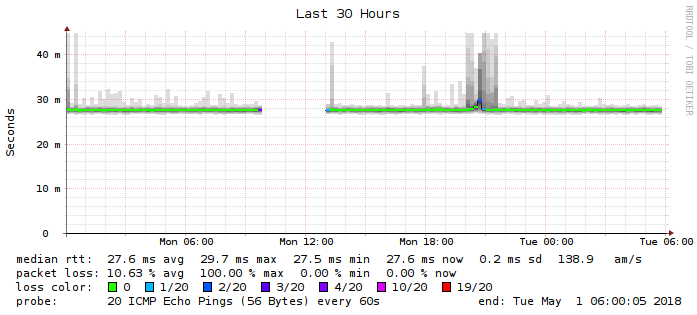 Last 30 Hours
RRDTOOL / TOBI OETIKER
Seconds
40 m
30 m
20 m
10 m
0
Mon 06:00 Mon 12:00 Mon 18:00 Tue 00:00 Tue 06:00
median rtt: 27.6 ms avg 29.7 ms max 27.5 ms min 27.6 ms now 0.2 ms sd 138.9 am/s
packet loss: 10.63 % avg 100.00 % max 0.00 % min 0.00 % now
loss color: 0 1/20 2/20 3/20 4/20 10/20 19/20
probe: 20 ICMP Echo Pings (56 Bytes) every 60s end: Tue May 1 06:00:05 2018